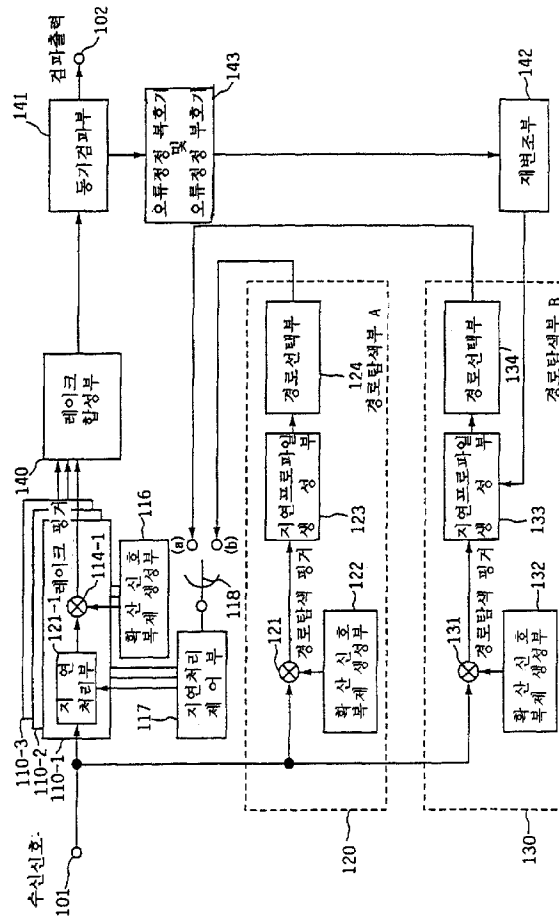 수신신호
101
110-3
110-2
110-1
지연
처리부
121-1
레이크 핑거
114-1
확산신호
복제 생성부
116
지연처리
제어부
117
118
(a)
(b)
140
레이크
합성부
141
동기검파부
검파출력
102
오류정정 복호기
및
오류정정 부호기
143
재변조부
142
120
121
경로탐색 핑거
확산신호
복제 생성부
122
지연프로파일
생성부
123
경로선택부
124
경로탐색부 A
130
131
경로탐색 핑거
확산신호
복제 생성부
132
지연프로파일
생성부
133
경로선택부
134
경로탐색부 B